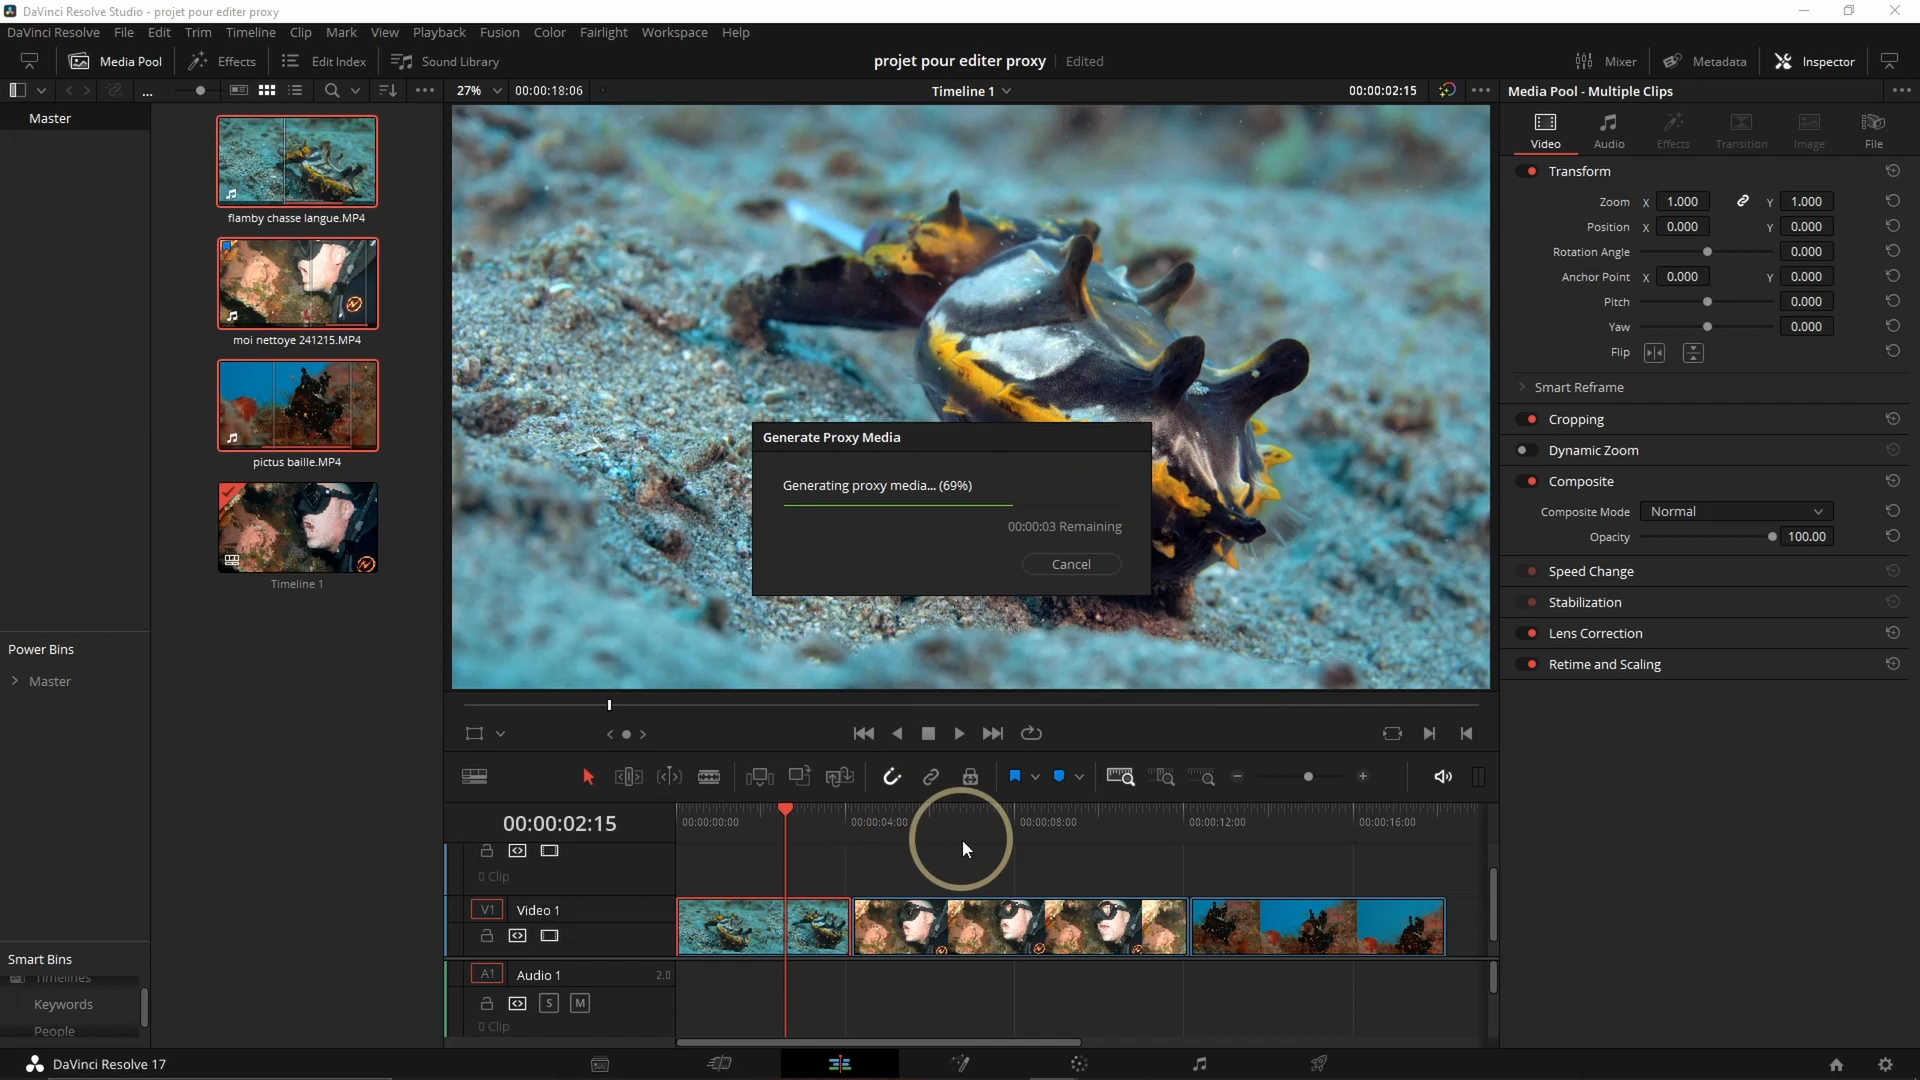 DaVinci Resolve Studio - projet pour editer proxy
DaVinci Resolve File Edit Trim Timeline Clip Mark View Playback Fusion Color Fairlight Workspace Help
Media Pool Effects Edit Index Sound Library projet pour editer proxy Edited Mixer Metadata Inspector
... 27% 00:00:18:06 Timeline 1 00:00:02:15 Media Pool - Multiple Clips
Master
flamby chasse langue.MP4
moi nettoye 241215.MP4
pictus baille.MP4
Timeline 1
Power Bins
Master
Smart Bins
Timelines
Keywords
People
Generate Proxy Media
Generating proxy media... (69%)
00:00:03 Remaining
Cancel
Video Audio Effects Transition Image File
Transform
Zoom X 1.000 Y 1.000
Position X 0.000 Y 0.000
Rotation Angle 0.000
Anchor Point X 0.000 Y 0.000
Pitch 0.000
Yaw 0.000
Flip
Smart Reframe
Cropping
Dynamic Zoom
Composite
Composite Mode Normal
Opacity 100.00
Speed Change
Stabilization
Lens Correction
Retime and Scaling
00:00:02:15
00:00:00:00 00:00:04:00 00:00:08:00 00:00:12:00 00:00:16:00
0 Clip
V1 Video 1
A1 Audio 1 2.0
S M
0 Clip
DaVinci Resolve 17